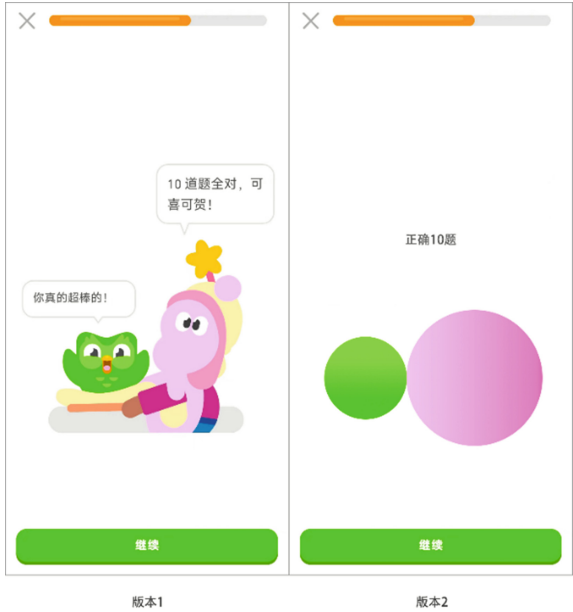 10 道题全对，可
喜可贺！
你真的超棒的！
继续
版本1
正确10题
继续
版本2